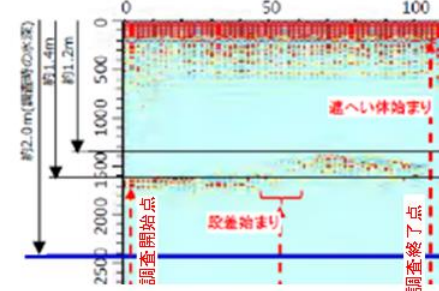 0 50 100
0
500
1000
1500
2000
2500
約2.0m(調査時の水深)
約1.4m
約1.2m
遮へい体始まり
段差始まり
調査開始点
調査終了点